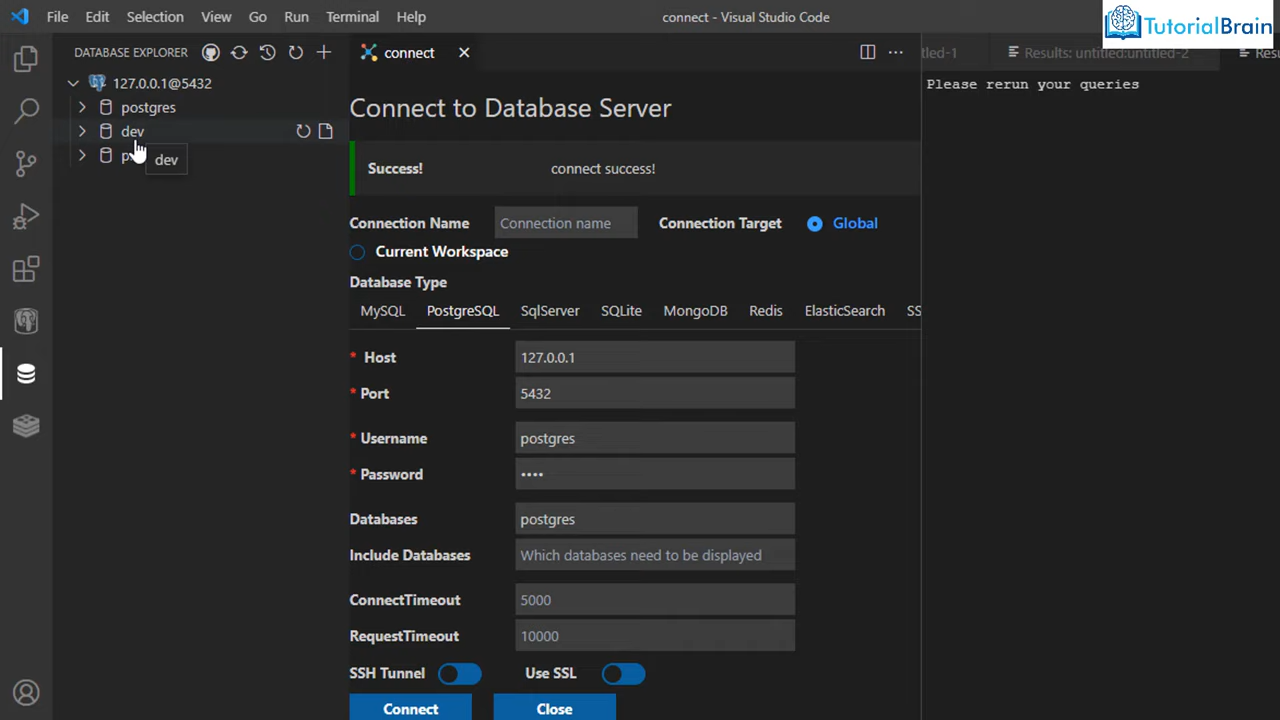 File Edit Selection View Go Run Terminal Help
connect - Visual Studio Code
TutorialBrain
DATABASE EXPLORER
127.0.0.1@5432
postgres
dev
dev
connect
Connect to Database Server
Success! connect success!
Connection Name Connection name Connection Target Global
Current Workspace
Database Type
MySQL PostgreSQL SqlServer SQLite MongoDB Redis ElasticSearch SS
* Host 127.0.0.1
* Port 5432
* Username postgres
* Password ••••
Databases postgres
Include Databases Which databases need to be displayed
ConnectTimeout 5000
RequestTimeout 10000
SSH Tunnel Use SSL
Connect Close
tled-1 Results: untitled:untitled-2 Resu
Please rerun your queries